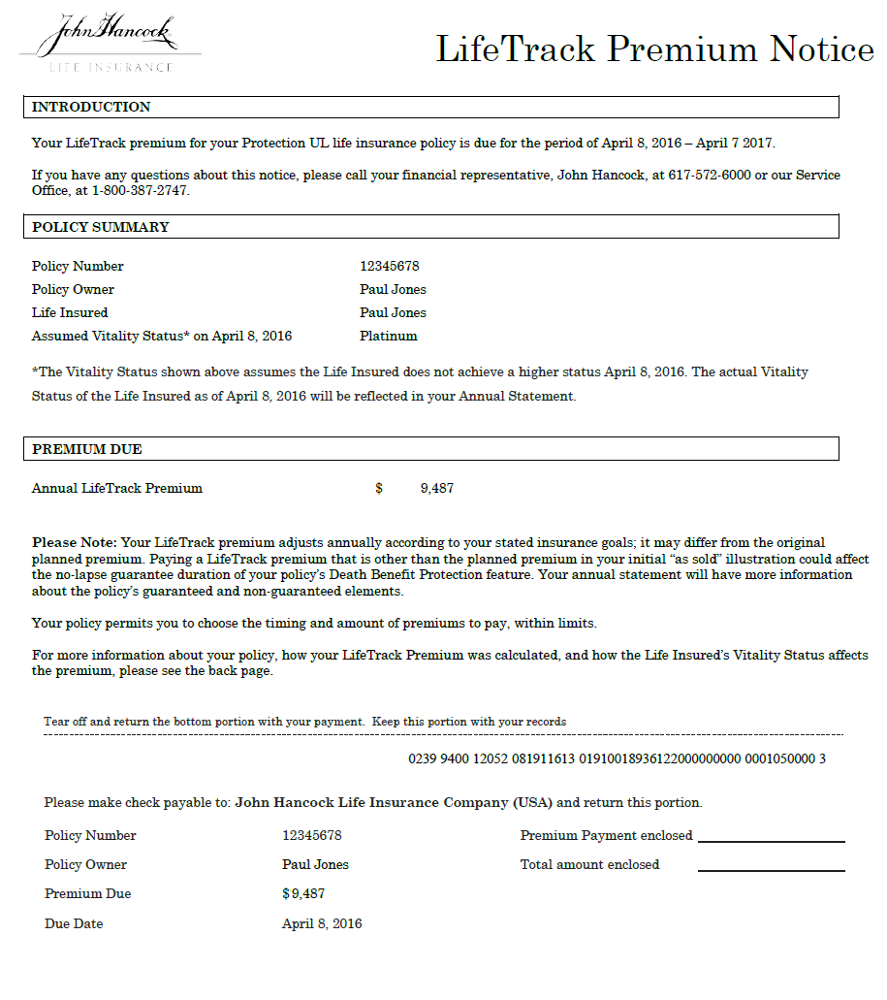 John Hancock
LIFE INSURANCE
LifeTrack Premium Notice
INTRODUCTION
Your LifeTrack premium for your Protection UL life insurance policy is due for the period of April 8, 2016 – April 7 2017.
If you have any questions about this notice, please call your financial representative, John Hancock, at 617-572-6000 or our Service
Office, at 1-800-387-2747.
POLICY SUMMARY
Policy Number 12345678
Policy Owner Paul Jones
Life Insured Paul Jones
Assumed Vitality Status* on April 8, 2016 Platinum
*The Vitality Status shown above assumes the Life Insured does not achieve a higher status April 8, 2016. The actual Vitality
Status of the Life Insured as of April 8, 2016 will be reflected in your Annual Statement.
PREMIUM DUE
Annual LifeTrack Premium $ 9,487
Please Note: Your LifeTrack premium adjusts annually according to your stated insurance goals; it may differ from the original
planned premium. Paying a LifeTrack premium that is other than the planned premium in your initial “as sold” illustration could affect
the no-lapse guarantee duration of your policy’s Death Benefit Protection feature. Your annual statement will have more information
about the policy’s guaranteed and non-guaranteed elements.
Your policy permits you to choose the timing and amount of premiums to pay, within limits.
For more information about your policy, how your LifeTrack Premium was calculated, and how the Life Insured’s Vitality Status affects
the premium, please see the back page.
Tear off and return the bottom portion with your payment. Keep this portion with your records
0239 9400 12052 081911613 0191001893612200000000 0001050000 3
Please make check payable to: John Hancock Life Insurance Company (USA) and return this portion.
Policy Number 12345678 Premium Payment enclosed
Policy Owner Paul Jones Total amount enclosed
Premium Due $9,487
Due Date April 8, 2016